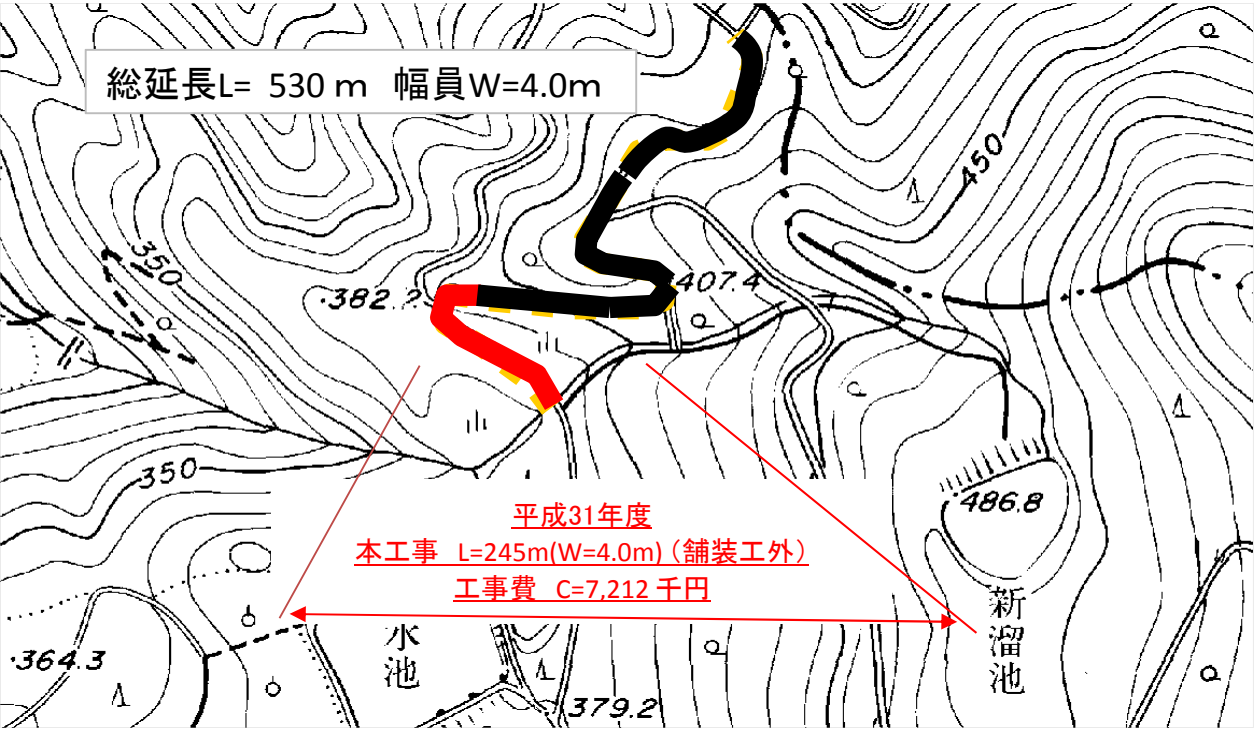 総延長L= 530 m 幅員W=4.0m
450
350
407.4
350
平成31年度
本工事 L=245m(W=4.0m)(舗装工外)
工事費 C=7,212 千円
486.8
新溜池
水池
364.3
379.2